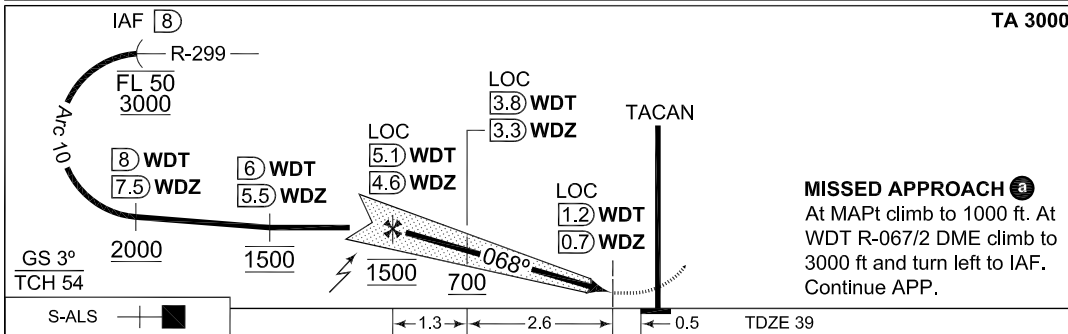 IAF 8
TA 3000
R-299
FL 50
3000
Arc 10
LOC
3.8 WDT
3.3 WDZ
TACAN
LOC
5.1 WDT
4.6 WDZ
8 WDT
7.5 WDZ
6 WDT
5.5 WDZ
LOC
1.2 WDT
0.7 WDZ
MISSED APPROACH a
At MAPt climb to 1000 ft. At
WDT R-067/2 DME climb to
3000 ft and turn left to IAF.
Continue APP.
2000
1500
1500
700
068º
GS 3º
TCH 54
S-ALS
1.3
2.6
0.5
TDZE 39